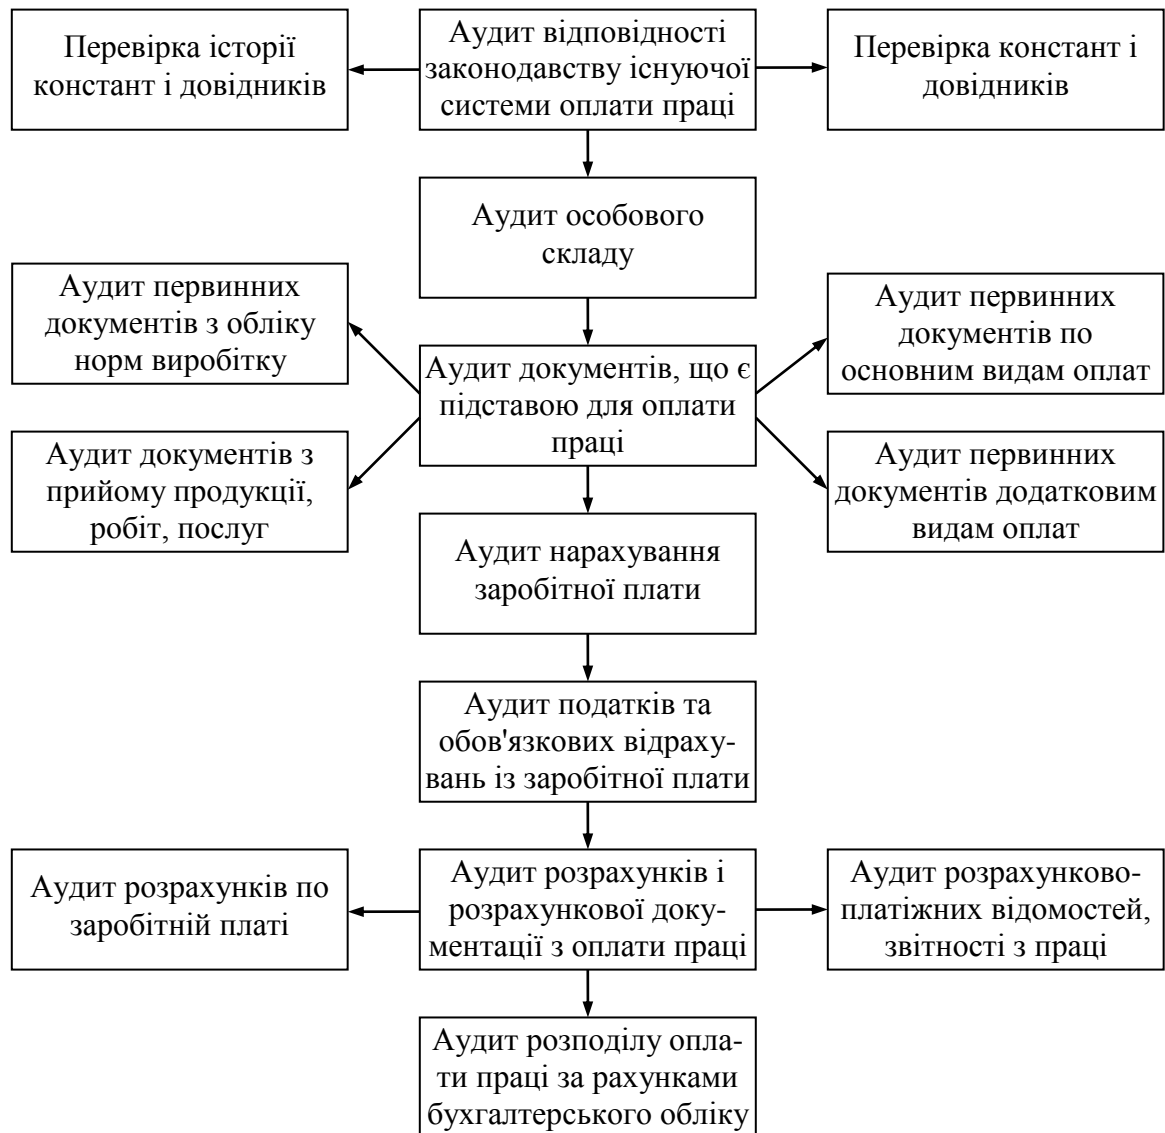 Перевірка історії
констант і довідників
Аудит відповідності
законодавству існуючої
системи оплати праці
Перевірка констант і
довідників
Аудит особового
складу
Аудит первинних
документів з обліку
норм виробітку
Аудит первинних
документів по
основним видам оплат
Аудит документів, що є
підставою для оплати
праці
Аудит документів з
прийому продукції,
робіт, послуг
Аудит первинних
документів додатковим
видам оплат
Аудит нарахування
заробітної плати
Аудит податків та
обов'язкових відраху-
вань із заробітної плати
Аудит розрахунків по
заробітній платі
Аудит розрахунків і
розрахункової доку-
ментації з оплати праці
Аудит розрахунково-
платіжних відомостей,
звітності з праці
Аудит розподілу опла-
ти праці за рахунками
бухгалтерського обліку